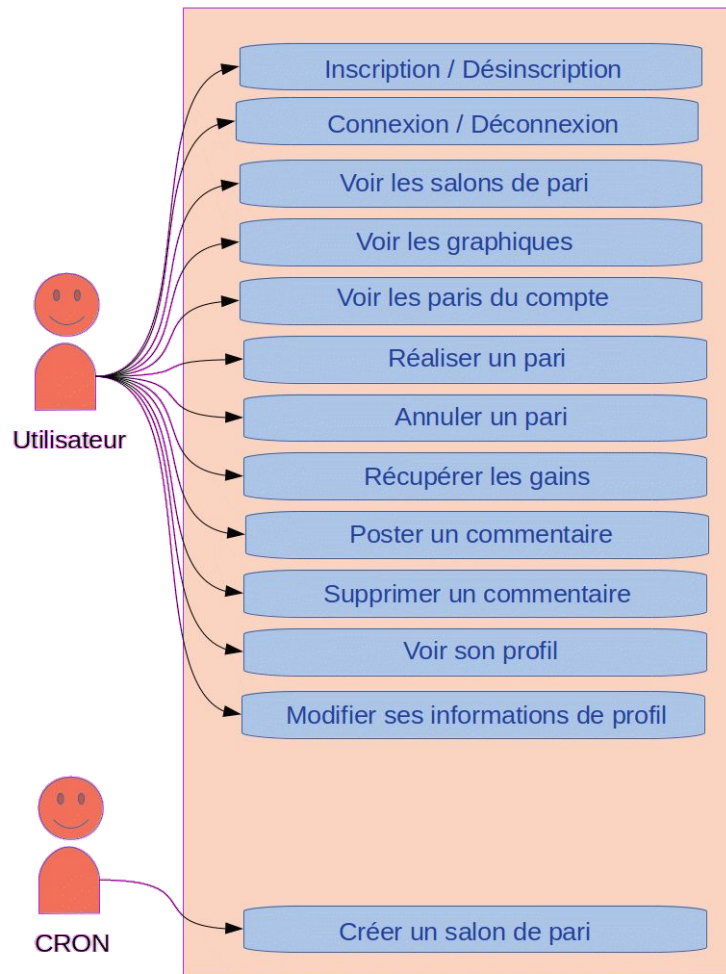 Inscription / Désinscription
Connexion / Déconnexion
Voir les salons de pari
Voir les graphiques
Voir les paris du compte
Réaliser un pari
Annuler un pari
Utilisateur
Récupérer les gains
Poster un commentaire
Supprimer un commentaire
Voir son profil
Modifier ses informations de profil
Créer un salon de pari
CRON